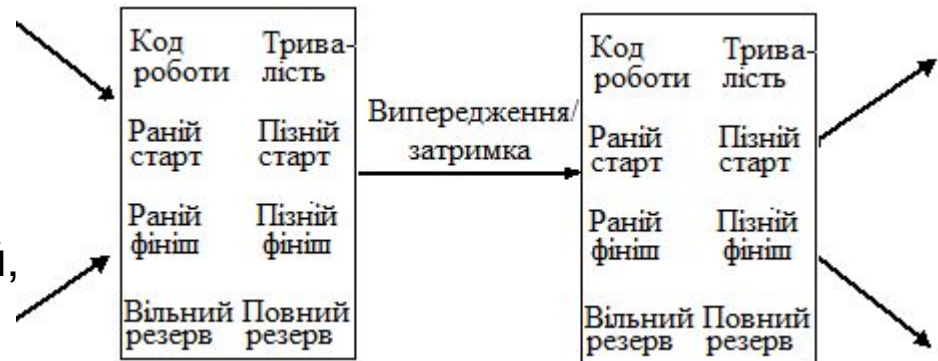 Код Трива-
роботи лість
Раній Пізній
старт старт
Раній Пізній
фініш фініш
Вільний Повний
резерв резерв
Випередження/
затримка
Код Трива-
роботи лість
Раній Пізній
старт старт
Раній Пізній
фініш фініш
Вільний Повний
резерв резерв